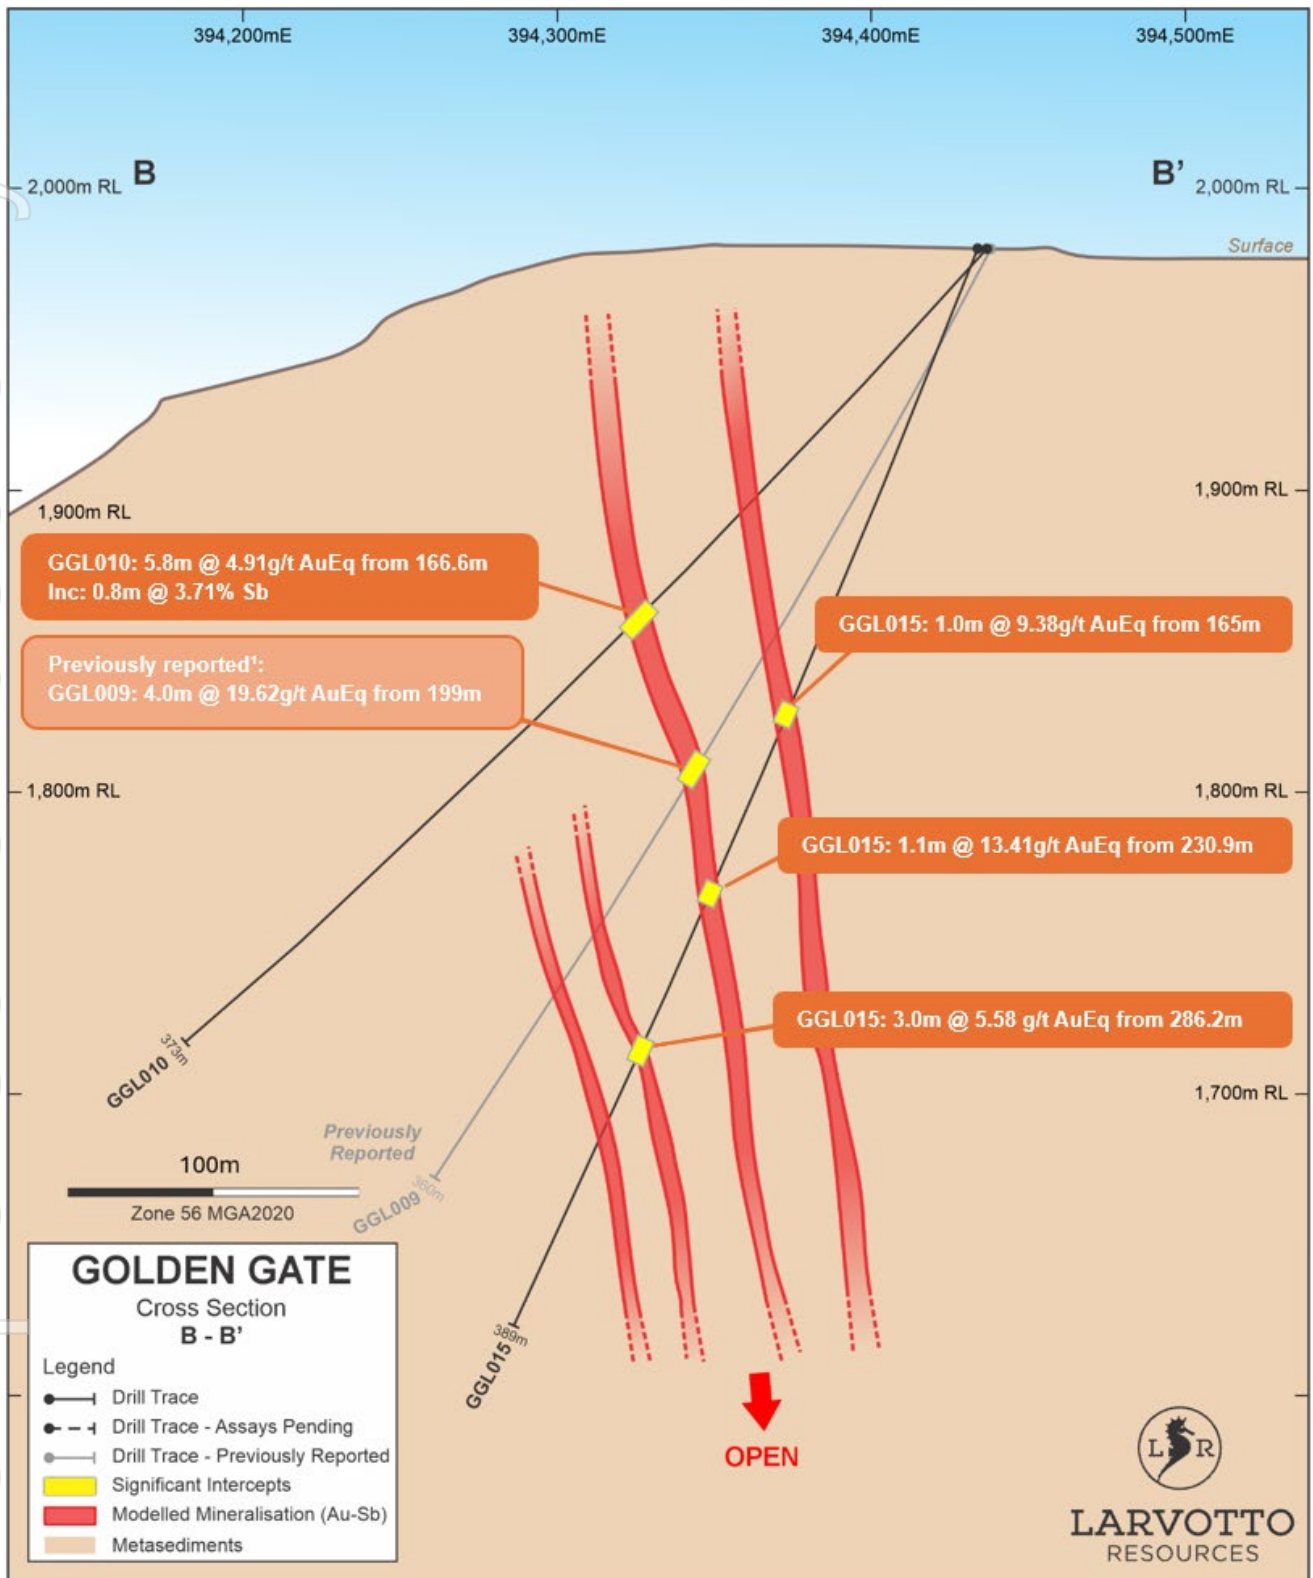 394,200mE
394,300mE
394,400mE
394,500mE
B
B’
2,000m RL
2,000m RL
Surface
1,900m RL
1,900m RL
GGL010: 5.8m @ 4.91g/t AuEq from 166.6m
Inc: 0.8m @ 3.71% Sb
GGL015: 1.0m @ 9.38g/t AuEq from 165m
Previously reported¹:
GGL009: 4.0m @ 19.62g/t AuEq from 199m
1,800m RL
1,800m RL
GGL015: 1.1m @ 13.41g/t AuEq from 230.9m
GGL015: 3.0m @ 5.58 g/t AuEq from 286.2m
373m
GGL010
1,700m RL
Previously
Reported
360m
GGL009
100m
Zone 56 MGA2020
389m
GGL015
GOLDEN GATE
Cross Section
B - B’
Legend
Drill Trace
Drill Trace - Assays Pending
Drill Trace - Previously Reported
Significant Intercepts
Modelled Mineralisation (Au-Sb)
Metasediments
OPEN
L R
LARVOTTO
RESOURCES